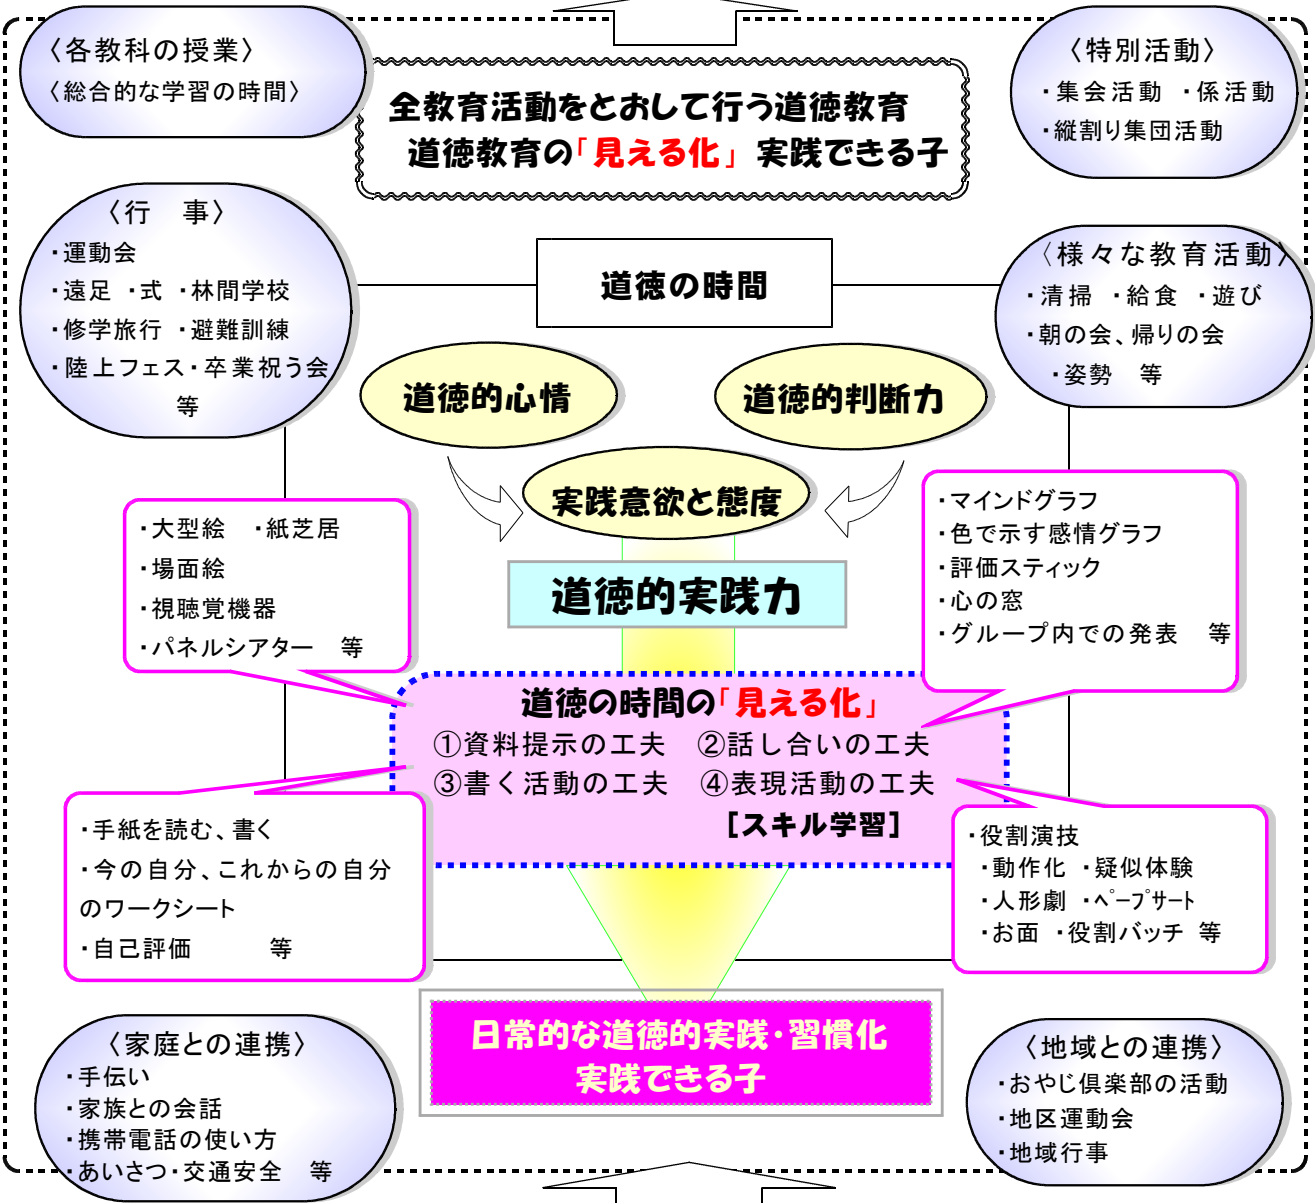 〈各教科の授業〉
〈総合的な学習の時間〉
全教育活動をとおして行う道徳教育
道徳教育の「見える化」実践できる子
〈特別活動〉
・集会活動 ・係活動
・縦割り集団活動
〈行　事〉
・運動会
・遠足 ・式 ・林間学校
・修学旅行 ・避難訓練
・陸上フェス・卒業祝う会
等
道徳の時間
〈様々な教育活動〉
・清掃 ・給食 ・遊び
・朝の会、帰りの会
・姿勢　等
道徳的心情
道徳的判断力
実践意欲と態度
道徳的実践力
・大型絵　・紙芝居
・場面絵
・視聴覚機器
・パネルシアター　等
・マインドグラフ
・色で示す感情グラフ
・評価スティック
・心の窓
・グループ内での発表　等
道徳の時間の「見える化」
①資料提示の工夫　②話し合いの工夫
③書く活動の工夫　④表現活動の工夫
［スキル学習］
・手紙を読む、書く
・今の自分、これからの自分
のワークシート
・自己評価　　　等
・役割演技
・動作化 ・疑似体験
・人形劇 ・ペープサート
・お面 ・役割バッチ 等
日常的な道徳的実践・習慣化
実践できる子
〈家庭との連携〉
・手伝い
・家族との会話
・携帯電話の使い方
・あいさつ・交通安全　等
〈地域との連携〉
・おやじ倶楽部の活動
・地区運動会
・地域行事